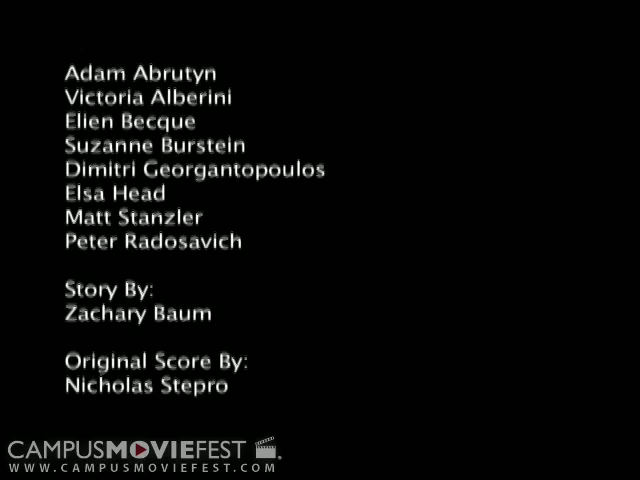 Adam Abrutyn
Victoria Alberini
Elien Becque
Suzanne Burstein
Dimitri Georgantopoulos
Elsa Head
Matt Stanzler
Peter Radosavich
Story By:
Zachary Baum
Original Score By:
Nicholas Stepro
CAMPUSMOVIEFEST
WWW.CAMPUSMOVIEFEST.COM